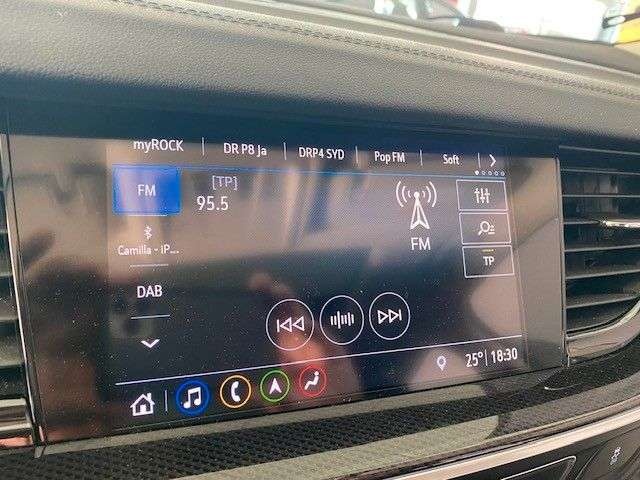 myROCK DR P8 Ja DRP4 SYD Pop FM Soft
FM [TP]
95.5
FM
Camilla - iP...
TP
DAB
25° 18:30